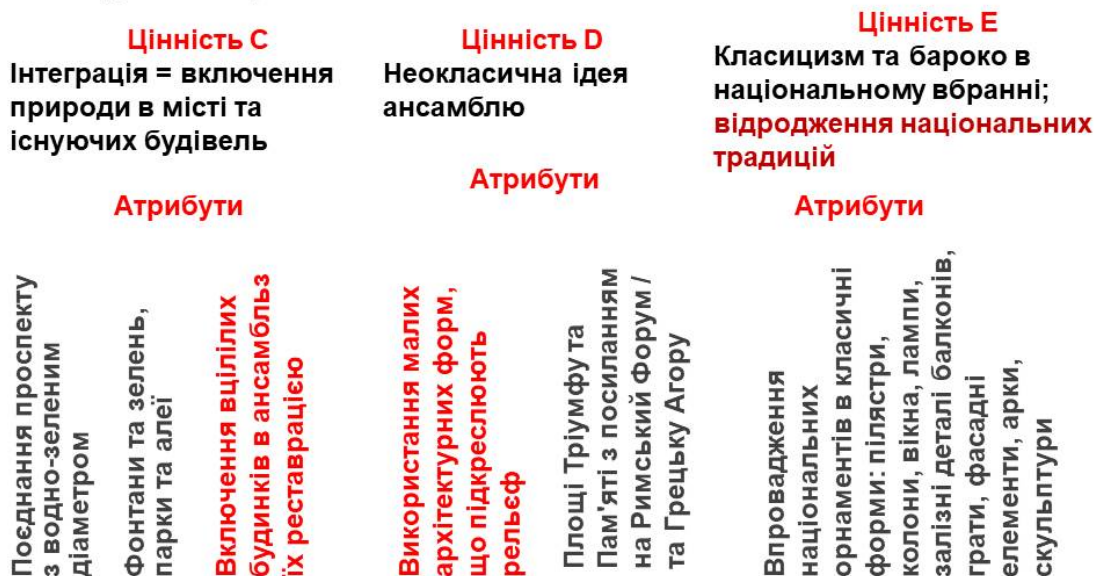 Цінність C
Інтеграція = включення
природи в місті та
існуючих будівель
Атрибути
Поєднання проспекту
з водно-зеленим
діаметром
Фонтани та зелень,
парки та алеї
Включення вцілілих
будинків в ансамбльз
їх реставрацією
Цінність D
Неокласична ідея
ансамблю
Атрибути
Використання малих
архітектурних форм,
що підкреслюють
рельєф
Площі Тріумфу та
Пам'яті з посиланням
на Римський Форум /
та Грецьку Агору
Цінність E
Класицизм та бароко в
національному вбранні;
відродження національних
традицій
Атрибути
Впровадження
національних
орнаментів в класичні
форми: пілястри,
колони, вікна, лампи,
залізні деталі балконів,
грати, фасадні
елементи, арки,
скульптури